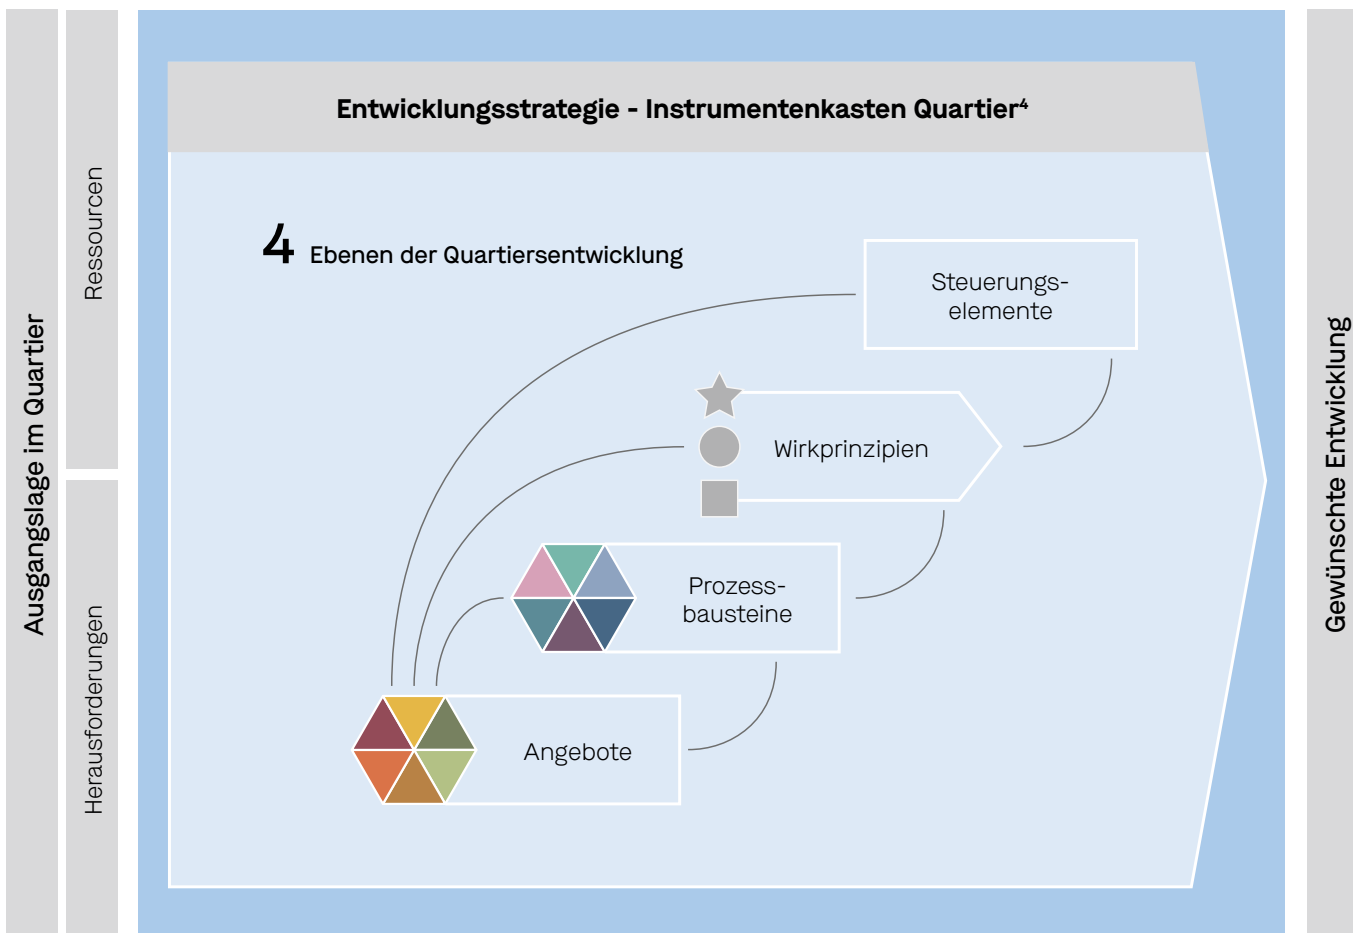 Ausgangslage im Quartier
Ressourcen
Herausforderungen
Entwicklungsstrategie - Instrumentenkasten Quartier⁴
4 Ebenen der Quartiersentwicklung
Steuerungs-
elemente
Wirkprinzipien
Prozess-
bausteine
Angebote
Gewünschte Entwicklung